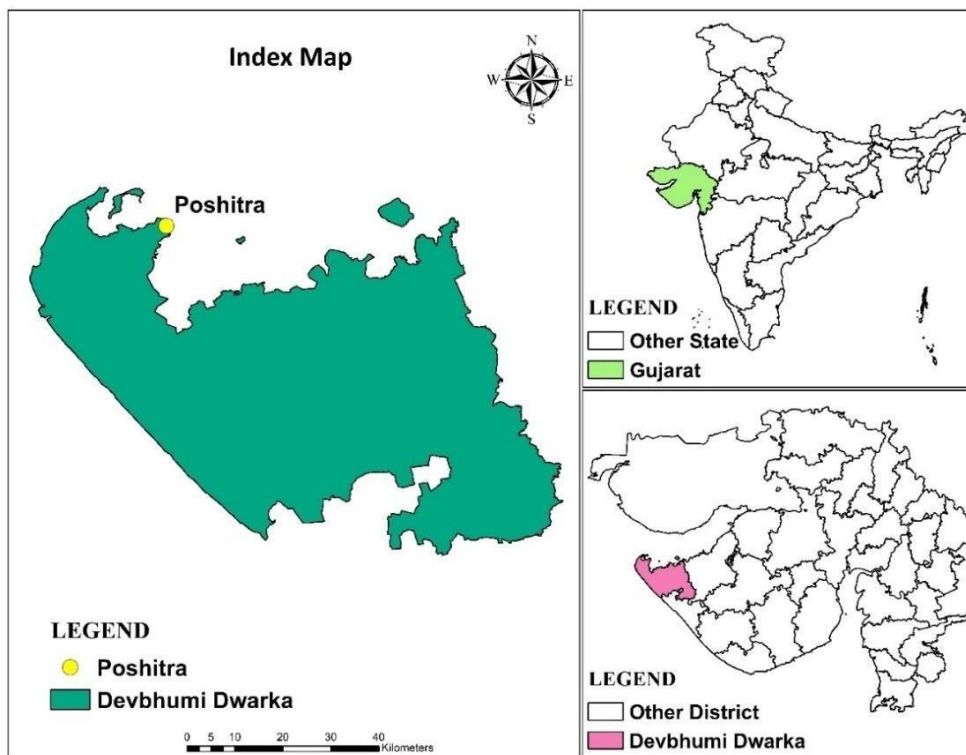 Index Map
N
W
E
S
Poshitra
LEGEND
Poshitra
Devbhumi Dwarka
0 5 10 20 30 40
Kilometers
LEGEND
Other State
Gujarat
LEGEND
Other District
Devbhumi Dwarka